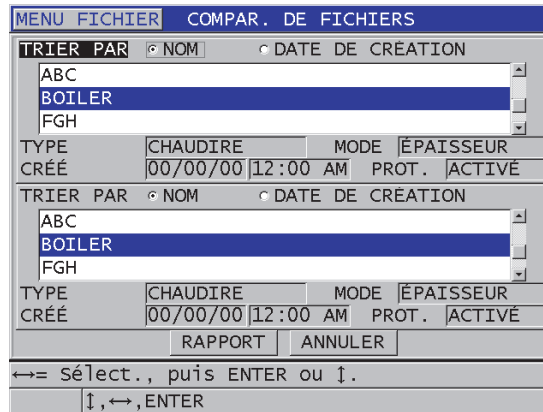 MENU FICHIER COMPAR. DE FICHIERS
TRIER PAR NOM DATE DE CRÉATION
ABC
BOILER
FGH
TYPE CHAUDIRE MODE ÉPAISSEUR
CRÉÉ 00/00/00 12:00 AM PROT. ACTIVÉ
TRIER PAR NOM DATE DE CRÉATION
ABC
BOILER
FGH
TYPE CHAUDIRE MODE ÉPAISSEUR
CRÉÉ 00/00/00 12:00 AM PROT. ACTIVÉ
RAPPORT ANNULER
↔= Sélect., puis ENTER ou ↕.
↕,↔,ENTER